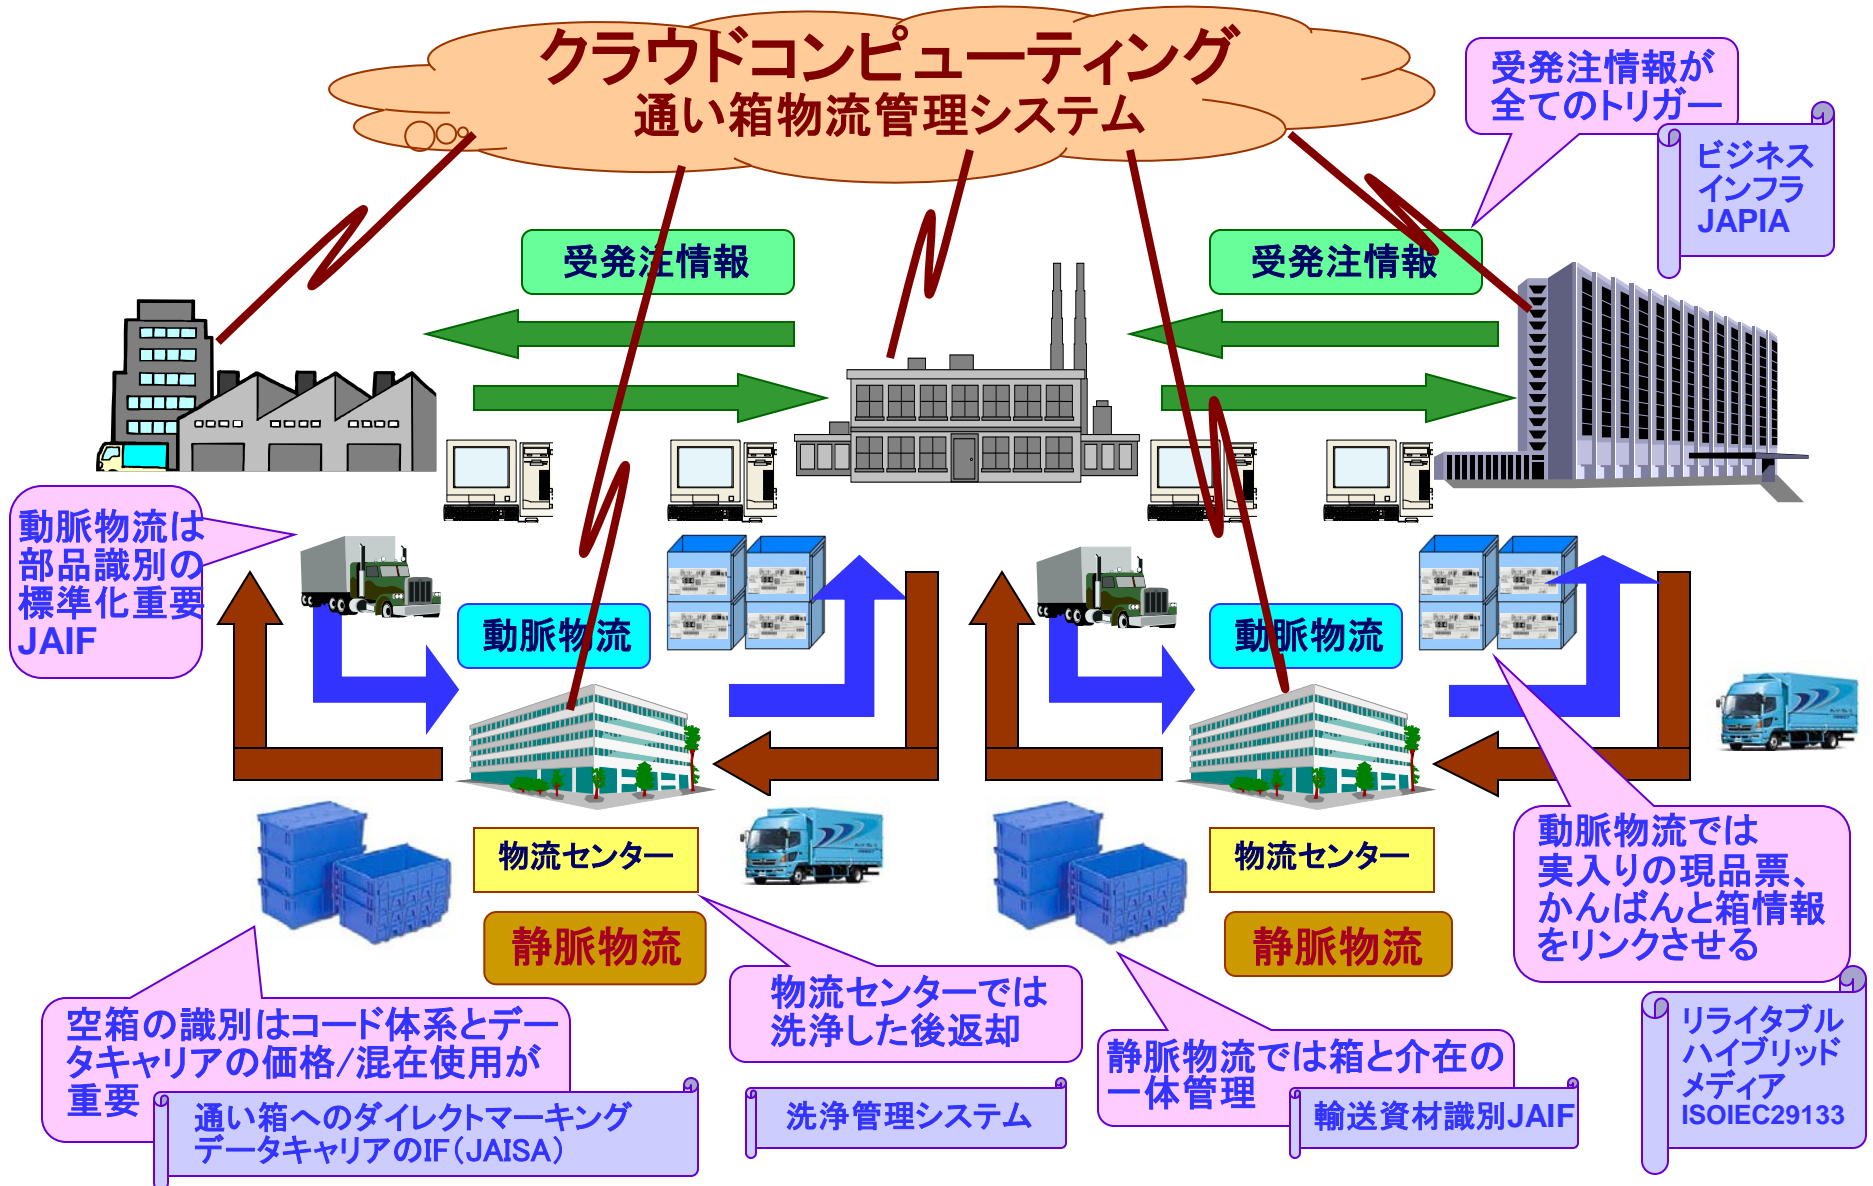 クラウドコンピューティング
通い箱物流管理システム
受発注情報が
全てのトリガー
ビジネス
インフラ
JAPIA
受発注情報
受発注情報
動脈物流は
部品識別の
標準化重要
JAIF
動脈物流
動脈物流
物流センター
物流センター
静脈物流
静脈物流
動脈物流では
実入りの現品票、
かんばんと箱情報
をリンクさせる
空箱の識別はコード体系とデー
タキャリアの価格/混在使用が
重要
通い箱へのダイレクトマーキング
データキャリアのIF(JAISA)
物流センターでは
洗浄した後返却
洗浄管理システム
静脈物流では箱と介在の
一体管理
輸送資材識別JAIF
リライタブル
ハイブリッド
メディア
ISOIEC29133